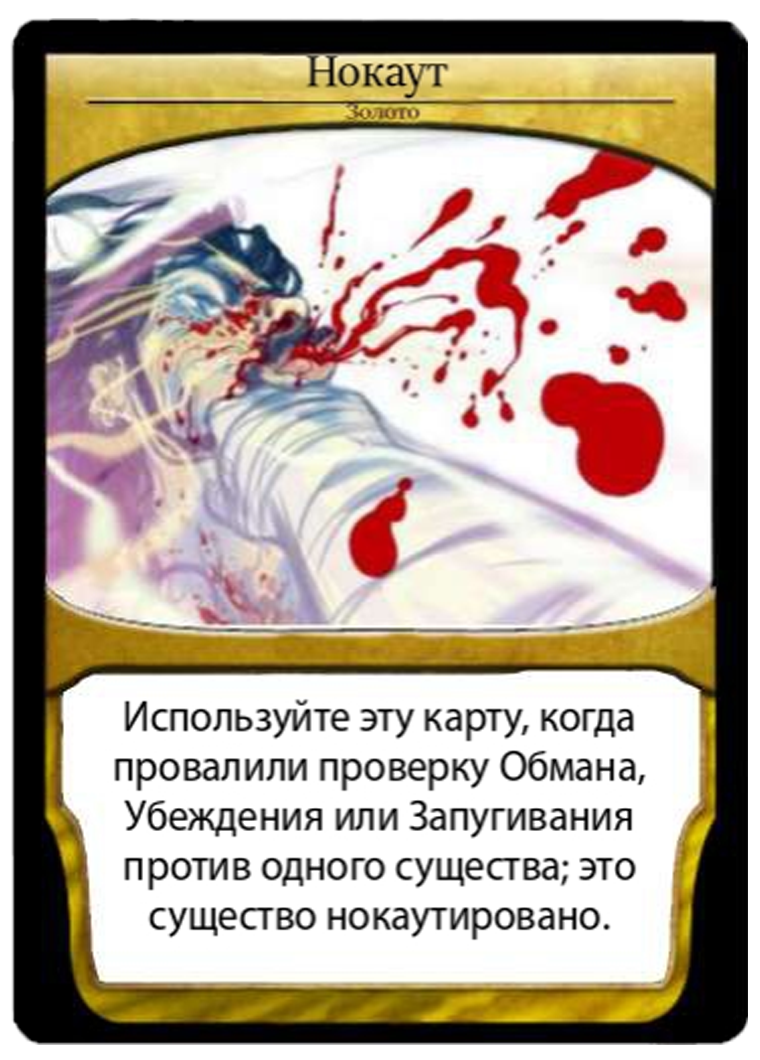 Нокаут
Золото
Используйте эту карту, когда
провалили проверку Обмана,
Убеждения или Запугивания
против одного существа; это
существо нокаутировано.